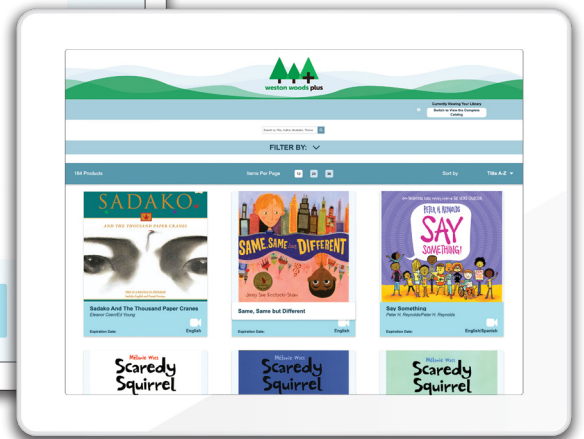 weston woods plus
Currently Viewing Your Library
Switch to View the Complete
Catalog
FILTER BY:
184 Products
Items Per Page
12
24
36
Sort by
Title A-Z
SADAKO
AND THE THOUSAND PAPER CRANES
Sadako And The Thousand Paper Cranes
Eleanor Coerr/Ed Young
Expiration Date:
English
SAME, SAME but DIFFERENT
Jenny Sue Kostecki-Shaw
Same, Same but Different
Expiration Date:
English
PETER H. REYNOLDS
SAY
SOMETHING!
Say Something
Peter H. Reynolds/Peter H. Reynolds
Expiration Date:
English/Spanish
Mélanie Watt
Scaredy
Squirrel
Mélanie Watt
Scaredy
Squirrel
Mélanie Watt
Scaredy
Squirrel